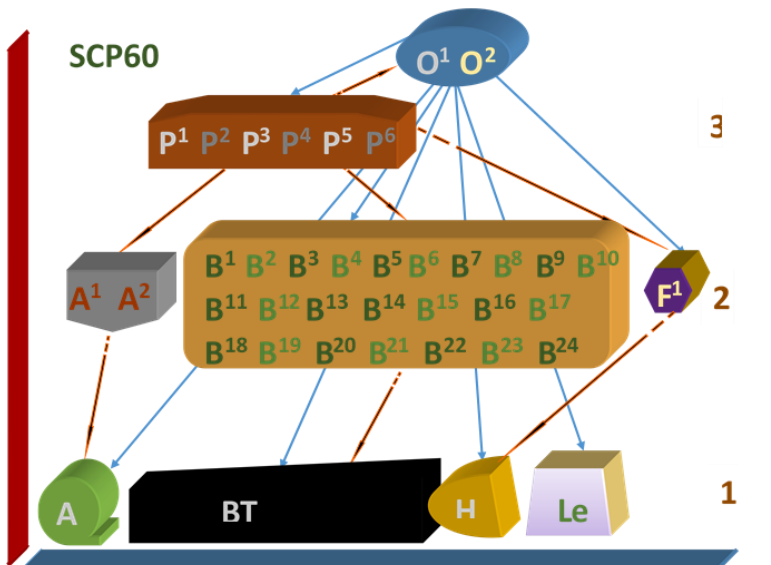 SCP60
O¹ O²
3
P¹ P² P³ P⁴ P⁵ P⁶
B¹ B² B³ B⁴ B⁵ B⁶ B⁷ B⁸ B⁹ B¹⁰
A¹ A²
F¹
2
B¹¹ B¹² B¹³ B¹⁴ B¹⁵ B¹⁶ B¹⁷
B¹⁸ B¹⁹ B²⁰ B²¹ B²² B²³ B²⁴
1
A
BT
H
Le